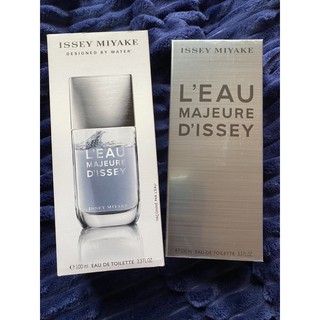 ISSEY MIYAKE
DESIGNED BY WATER
L'EAU
MAJEURE
D'ISSEY
ISSEY MIYAKE
100 ml EAU DE TOILETTE 3.3 fl.oz
ISSEY MIYAKE
L'EAU
MAJEURE
D'ISSEY
EAU DE TOILETTE